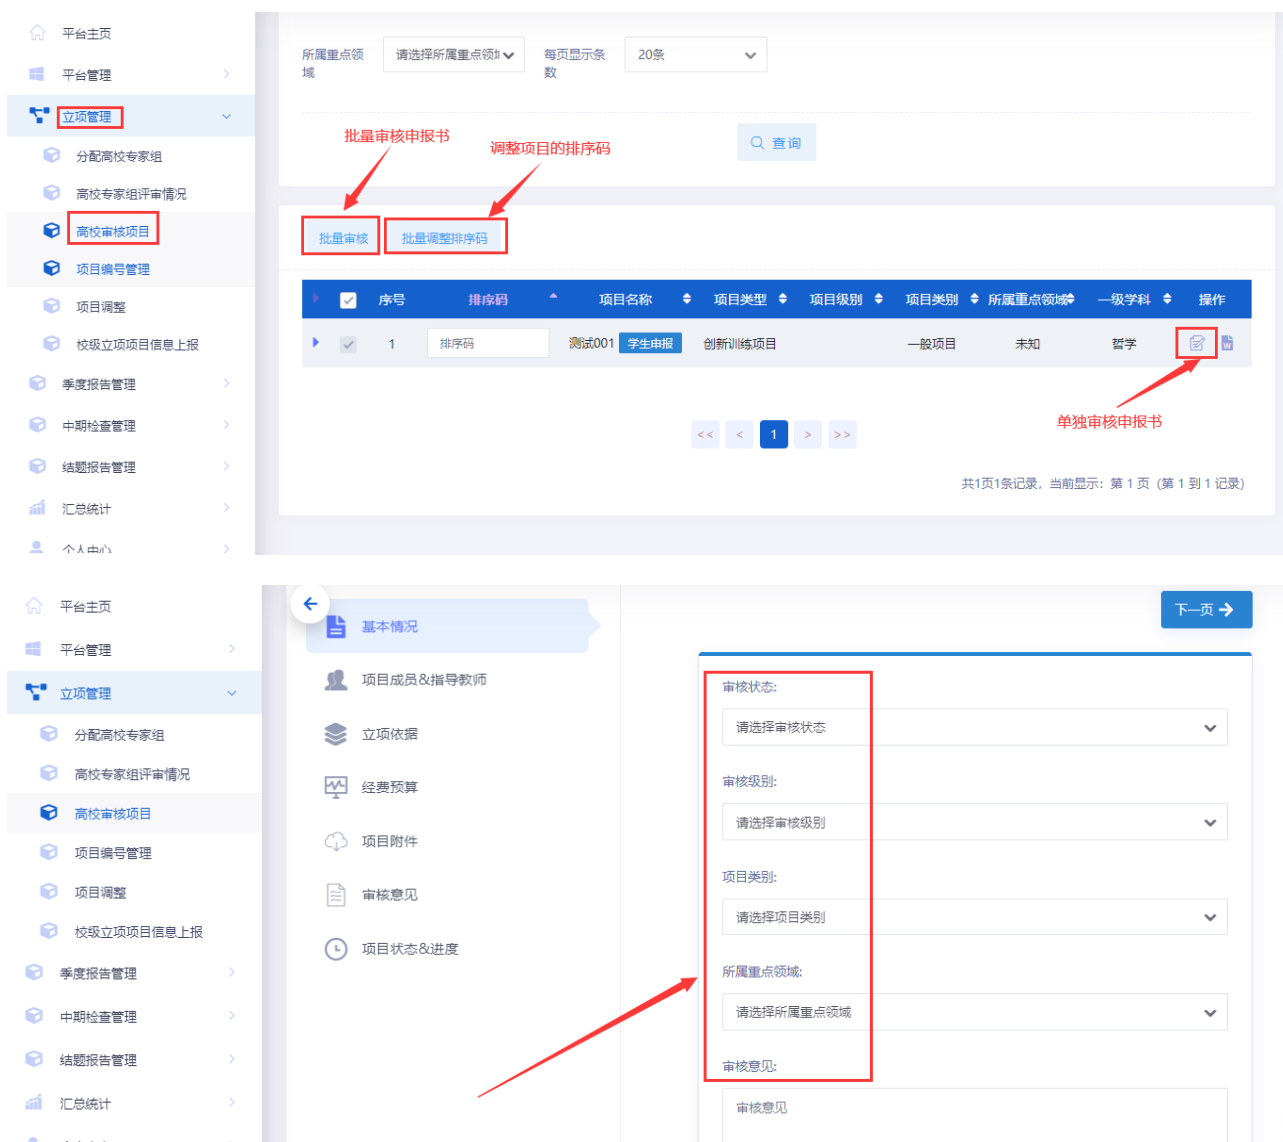 平台主页
平台管理
立项管理
分配高校专家组
高校专家组评审情况
高校审核项目
项目编号管理
项目调整
校级立项项目信息上报
季度报告管理
中期检查管理
结题报告管理
汇总统计
个人中心
所属重点领域 请选择所属重点领域 每页显示条数 20条
批量审核申报书
调整项目的排序码
查询
批量审核 批量调整排序码
序号 排序码 项目名称 项目类型 项目级别 项目类别 所属重点领域 一级学科 操作
1 排序码 测试001 学生申报 创新训练项目 一般项目 未知 哲学
单独审核申报书
<< < 1 > >>
共1页1条记录，当前显示：第 1 页（第 1 到 1 记录）
平台主页
平台管理
立项管理
分配高校专家组
高校专家组评审情况
高校审核项目
项目编号管理
项目调整
校级立项项目信息上报
季度报告管理
中期检查管理
结题报告管理
汇总统计
基本情况
项目成员&指导教师
立项依据
经费预算
项目附件
审核意见
项目状态&进度
下一页
审核状态:
请选择审核状态
审核级别:
请选择审核级别
项目类别:
请选择项目类别
所属重点领域:
请选择所属重点领域
审核意见:
审核意见